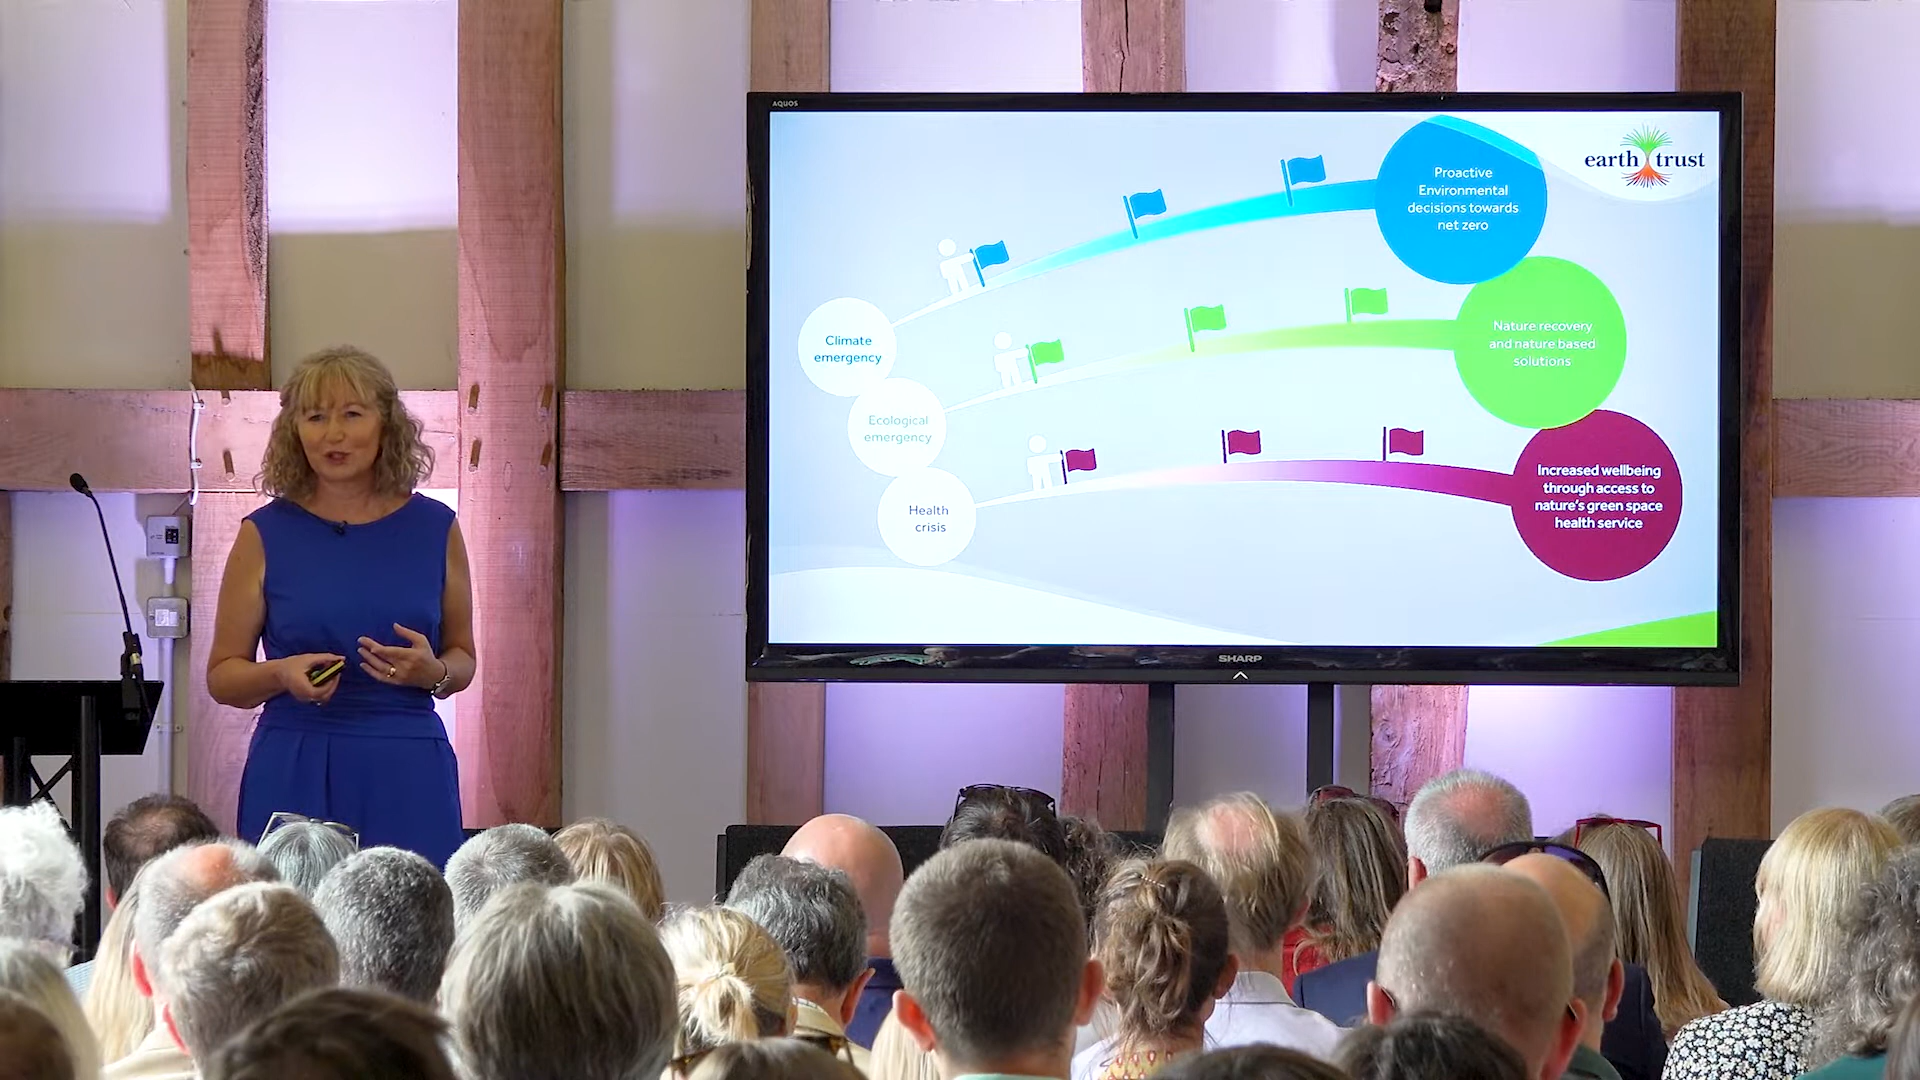 AQUOS
earth trust
Proactive
Environmental
decisions towards
net zero
Climate
emergency
Nature recovery
and nature based
solutions
Ecological
emergency
Health
crisis
Increased wellbeing
through access to
nature's green space
health service
SHARP